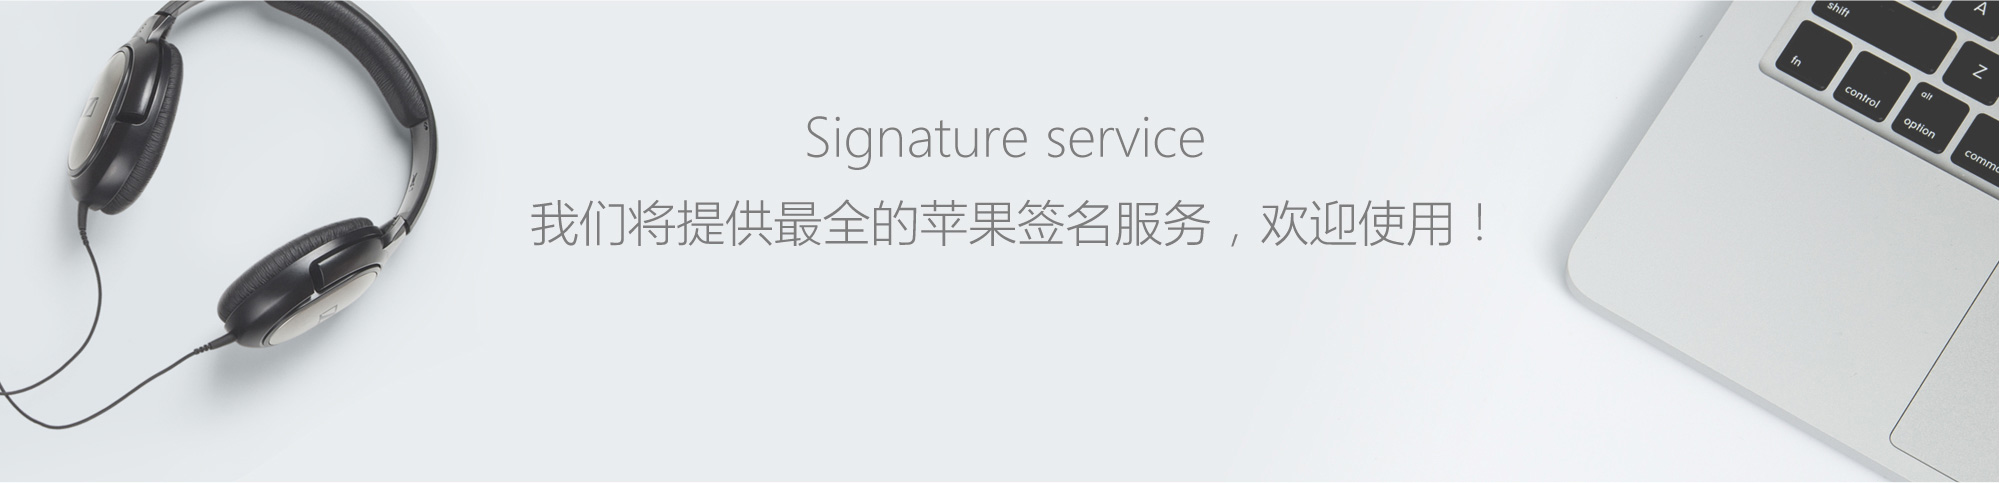 Signature service
我们将提供最全的苹果签名服务，欢迎使用！
shift
A
fn
Z
control
alt
option